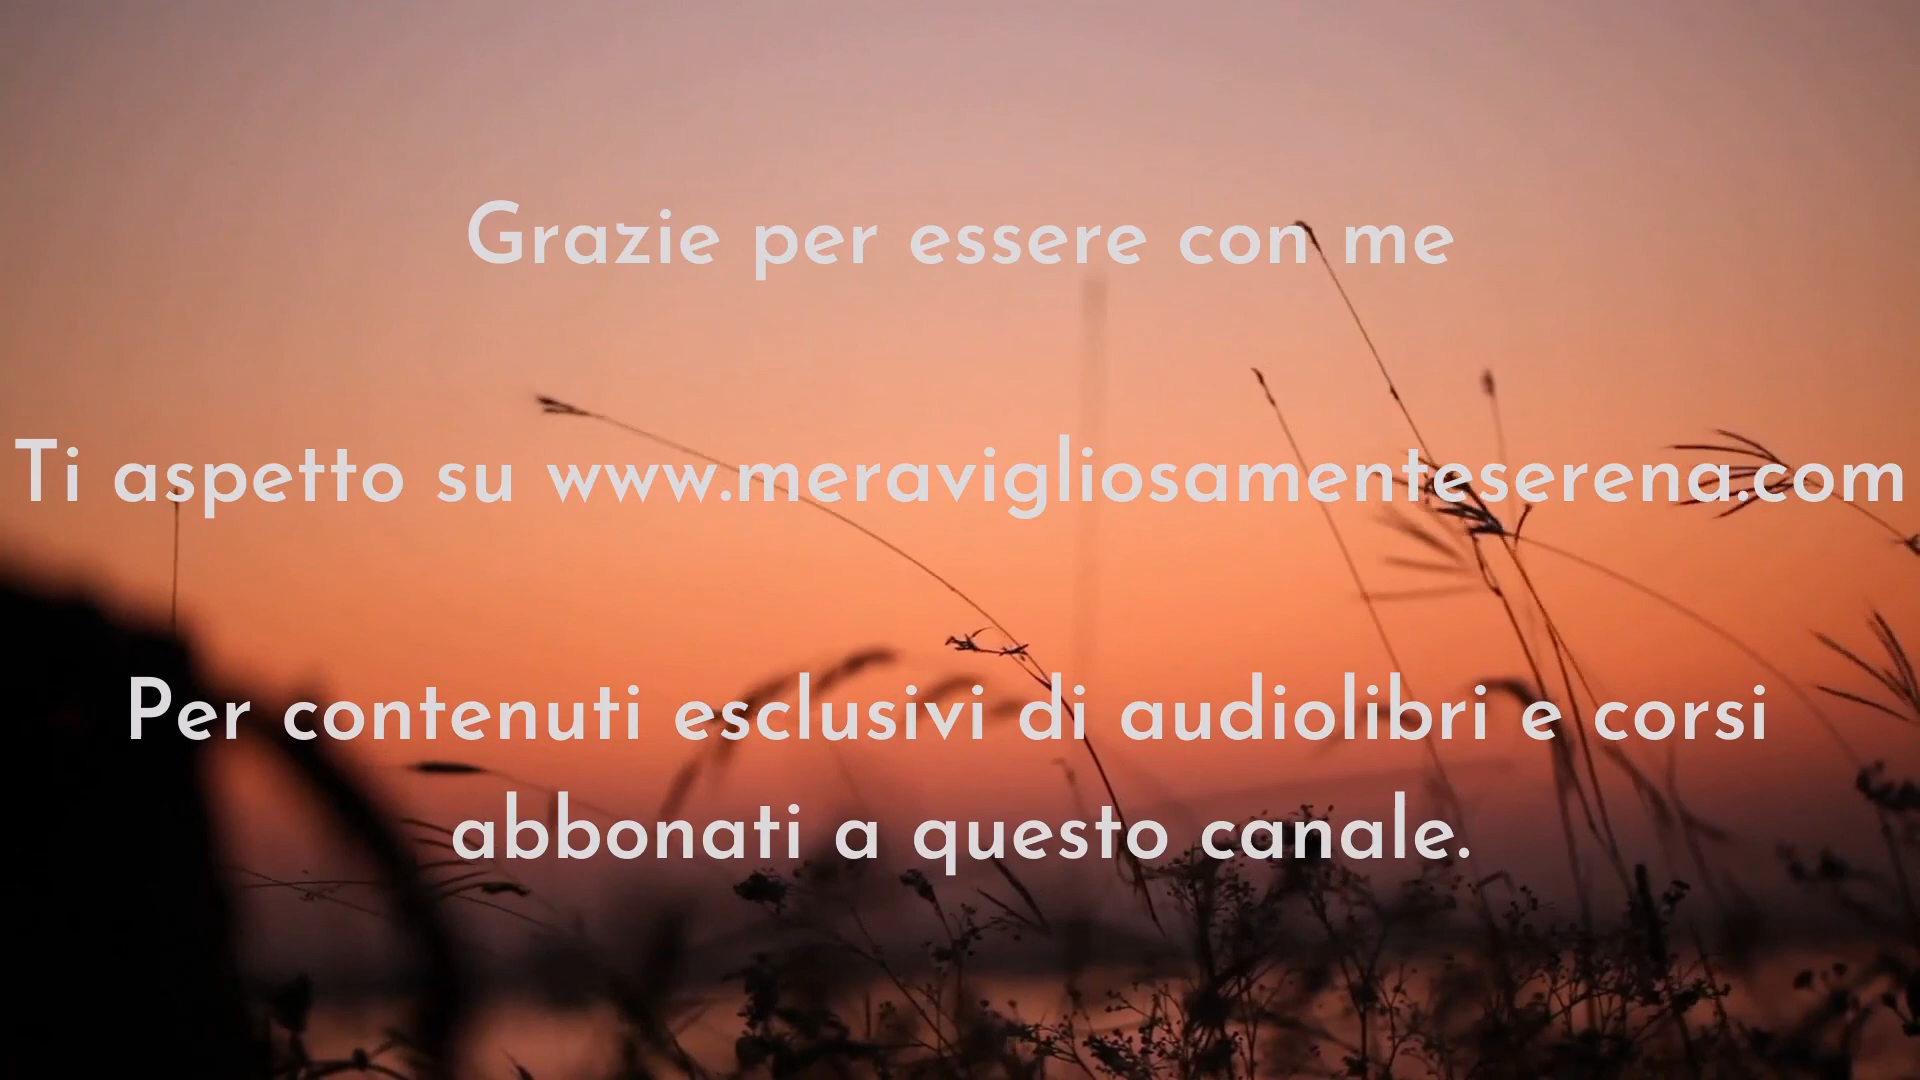 Grazie per essere con me
Ti aspetto su www.meravigliosamenteserena.com
Per contenuti esclusivi di audiolibri e corsi
abbonati a questo canale.